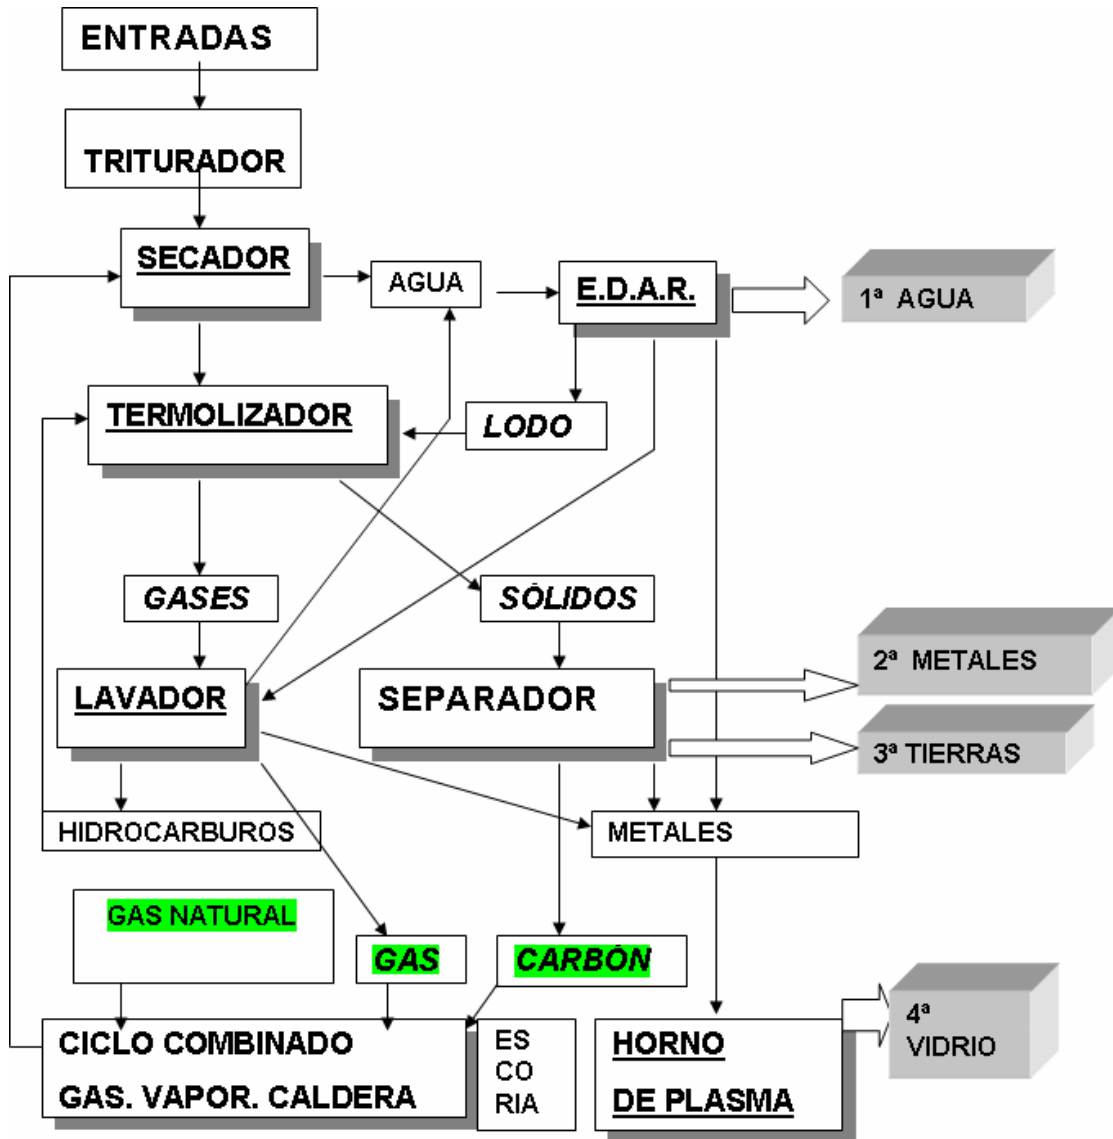 ENTRADAS
TRITURADOR
SECADOR
AGUA
E.D.A.R.
1ª AGUA
TERMOLIZADOR
LODO
GASES
SÓLIDOS
LAVADOR
SEPARADOR
2ª METALES
3ª TIERRAS
HIDROCARBUROS
METALES
GAS NATURAL
GAS
CARBÓN
CICLO COMBINADO
GAS. VAPOR. CALDERA
ES
CO
RIA
HORNO
DE PLASMA
4ª
VIDRIO